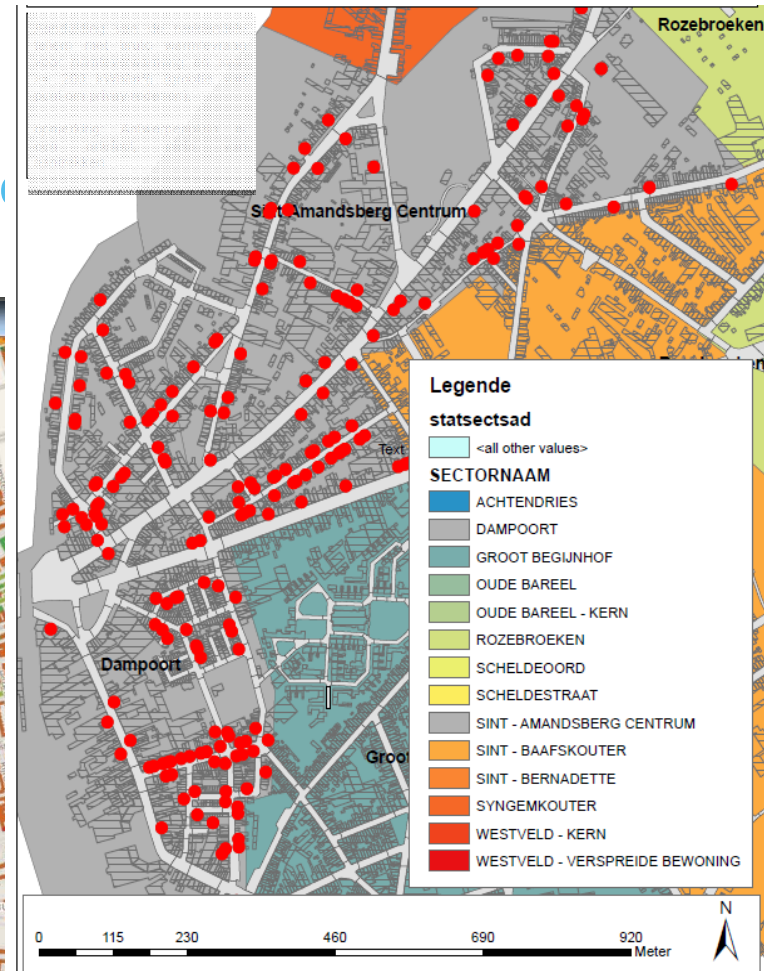 Rozebroeken
Sint Amandsberg Centrum
Text
Dampoort
Groot
Legende
statsectsad
<all other values>
SECTORNAAM
ACHTENDRIES
DAMPOORT
GROOT BEGIJNHOF
OUDE BAREEL
OUDE BAREEL - KERN
ROZEBROEKEN
SCHELDEOORD
SCHELDESTRAAT
SINT - AMANDSBERG CENTRUM
SINT - BAAFSKOUTER
SINT - BERNADETTE
SYNGEMKOUTER
WESTVELD - KERN
WESTVELD - VERSPREIDE BEWONING
0 115 230 460 690 920
Meter
N